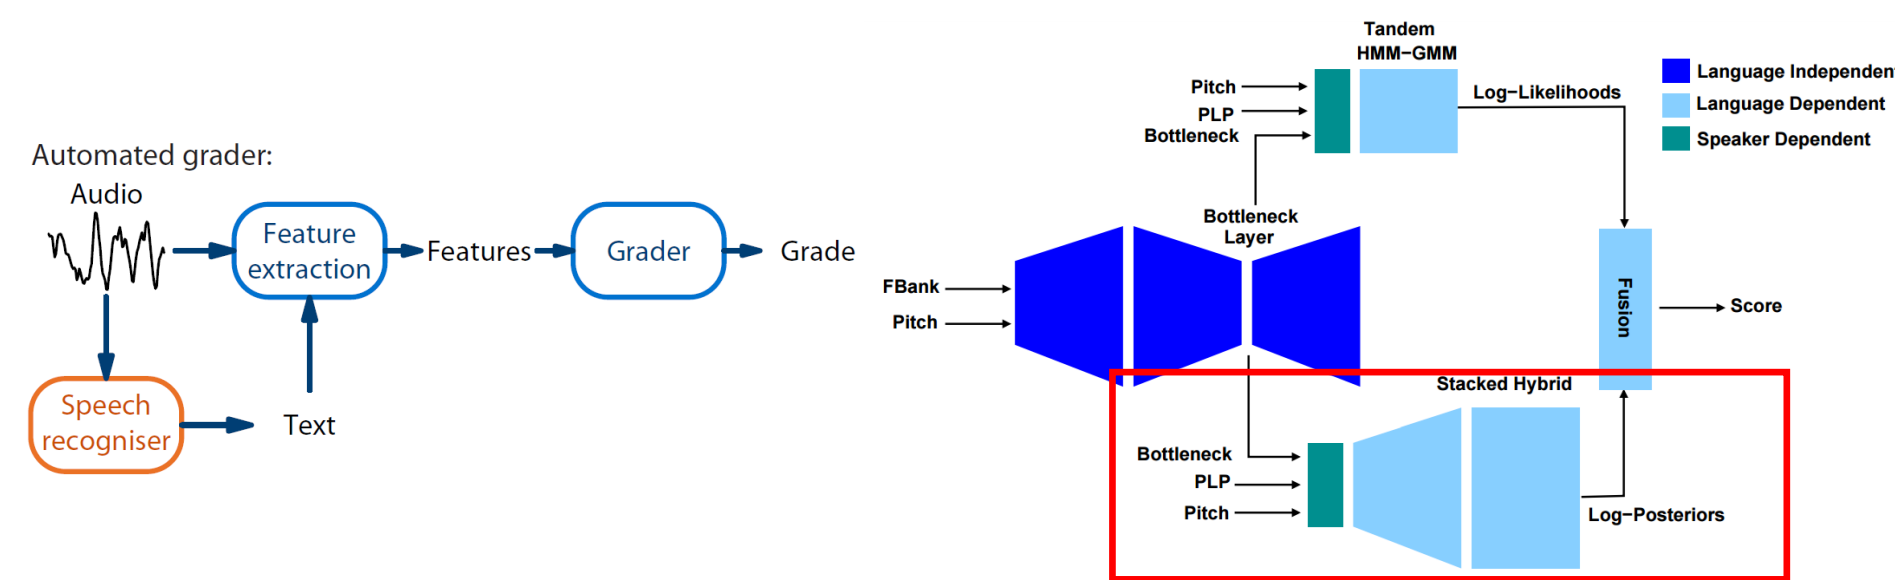 Automated grader:
Audio
Feature
extraction
Features
Grader
Grade
Speech
recogniser
Text
Tandem
HMM−GMM
Pitch
PLP
Bottleneck
Log−Likelihoods
Language Independent
Language Dependent
Speaker Dependent
Bottleneck
Layer
FBank
Pitch
Fusion
Score
Stacked Hybrid
Bottleneck
PLP
Pitch
Log−Posteriors